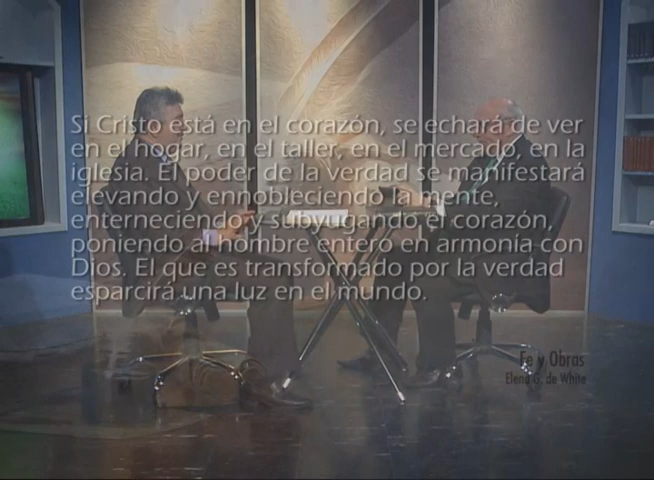 Si Cristo está en el corazón, se echará de ver
en el hogar, en el taller, en el mercado, en la
iglesia. El poder de la verdad se manifestará
elevando y ennobleciendo la mente,
enterneciendo y subyugando el corazón,
poniendo al hombre entero en armonía con
Dios. El que es transformado por la verdad
esparcirá una luz en el mundo.
Fe y Obras
Elena G. de White